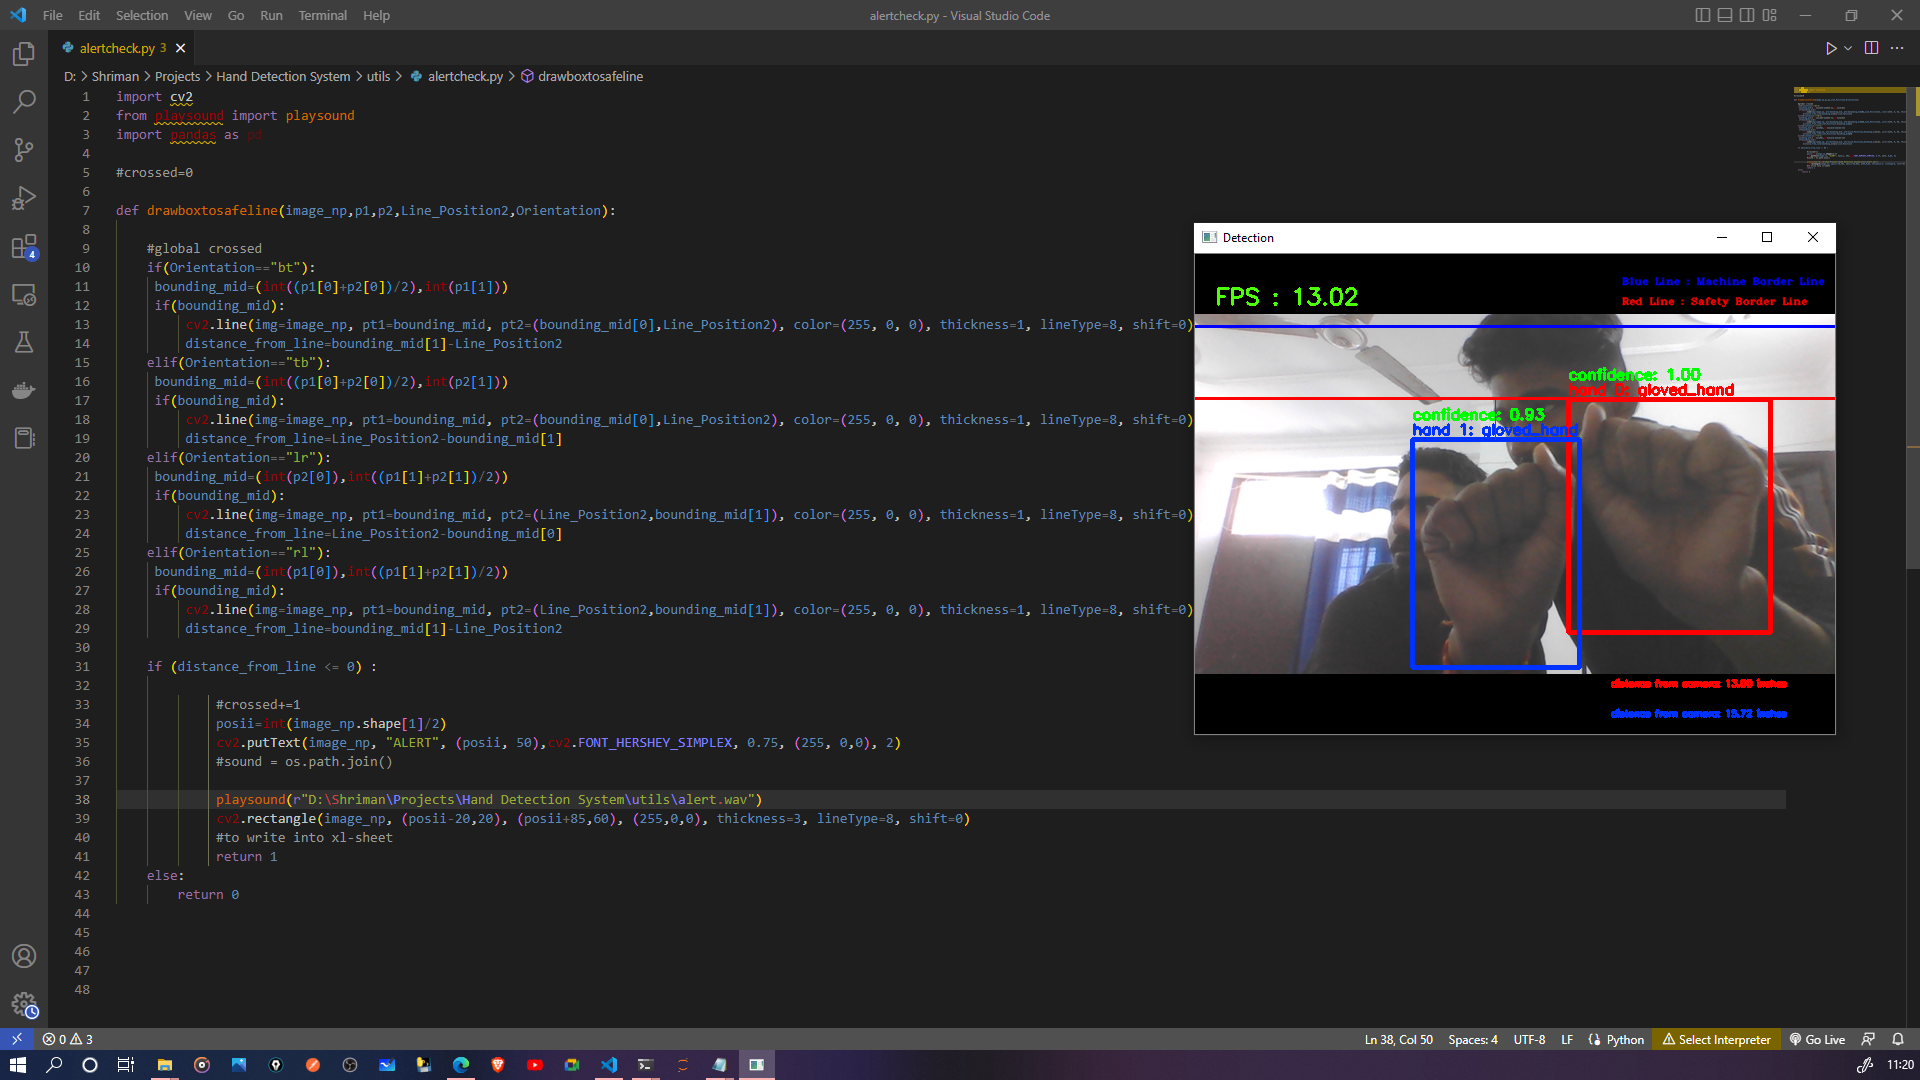 File Edit Selection View Go Run Terminal Help
alertcheck.py - Visual Studio Code
alertcheck.py 3
D: > Shriman > Projects > Hand Detection System > utils > alertcheck.py > drawboxtosafeline
1 import cv2
2 from playsound import playsound
3 import pandas as pd
4
5 #crossed=0
6
7 def drawboxtosafeline(image_np,p1,p2,Line_Position2,Orientation):
8
9 #global crossed
10 if(Orientation=="bt"):
11 bounding_mid=(int((p1[0]+p2[0])/2),int(p1[1]))
12 if(bounding_mid):
13 cv2.line(img=image_np, pt1=bounding_mid, pt2=(bounding_mid[0],Line_Position2), color=(255, 0, 0), thickness=1, lineType=8, shift=0)
14 distance_from_line=bounding_mid[1]-Line_Position2
15 elif(Orientation=="tb"):
16 bounding_mid=(int((p1[0]+p2[0])/2),int(p2[1]))
17 if(bounding_mid):
18 cv2.line(img=image_np, pt1=bounding_mid, pt2=(bounding_mid[0],Line_Position2), color=(255, 0, 0), thickness=1, lineType=8, shift=0)
19 distance_from_line=Line_Position2-bounding_mid[1]
20 elif(Orientation=="lr"):
21 bounding_mid=(int(p2[0]),int((p1[1]+p2[1])/2))
22 if(bounding_mid):
23 cv2.line(img=image_np, pt1=bounding_mid, pt2=(Line_Position2,bounding_mid[1]), color=(255, 0, 0), thickness=1, lineType=8, shift=0)
24 distance_from_line=Line_Position2-bounding_mid[0]
25 elif(Orientation=="rl"):
26 bounding_mid=(int(p1[0]),int((p1[1]+p2[1])/2))
27 if(bounding_mid):
28 cv2.line(img=image_np, pt1=bounding_mid, pt2=(Line_Position2,bounding_mid[1]), color=(255, 0, 0), thickness=1, lineType=8, shift=0)
29 distance_from_line=bounding_mid[1]-Line_Position2
30
31 if (distance_from_line <= 0) :
32
33 #crossed+=1
34 posii=int(image_np.shape[1]/2)
35 cv2.putText(image_np, "ALERT", (posii, 50),cv2.FONT_HERSHEY_SIMPLEX, 0.75, (255, 0,0), 2)
36 #sound = os.path.join()
37
38 playsound(r"D:\Shriman\Projects\Hand Detection System\utils\alert.wav")
39 cv2.rectangle(image_np, (posii-20,20), (posii+85,60), (255,0,0), thickness=3, lineType=8, shift=0)
40 #to write into xl-sheet
41 return 1
42 else:
43 return 0
44
45
46
47
48
Detection
FPS : 13.02
Blue Line : Machine Border Line
Red Line : Safety Border Line
confidence: 1.00
hand 0: gloved_hand
confidence: 0.93
hand 1: gloved_hand
distance from camera: 13.00 inches
distance from camera: 15.72 inches
4
0 3
Ln 38, Col 50 Spaces: 4 UTF-8 LF Python Select Interpreter Go Live
11:20